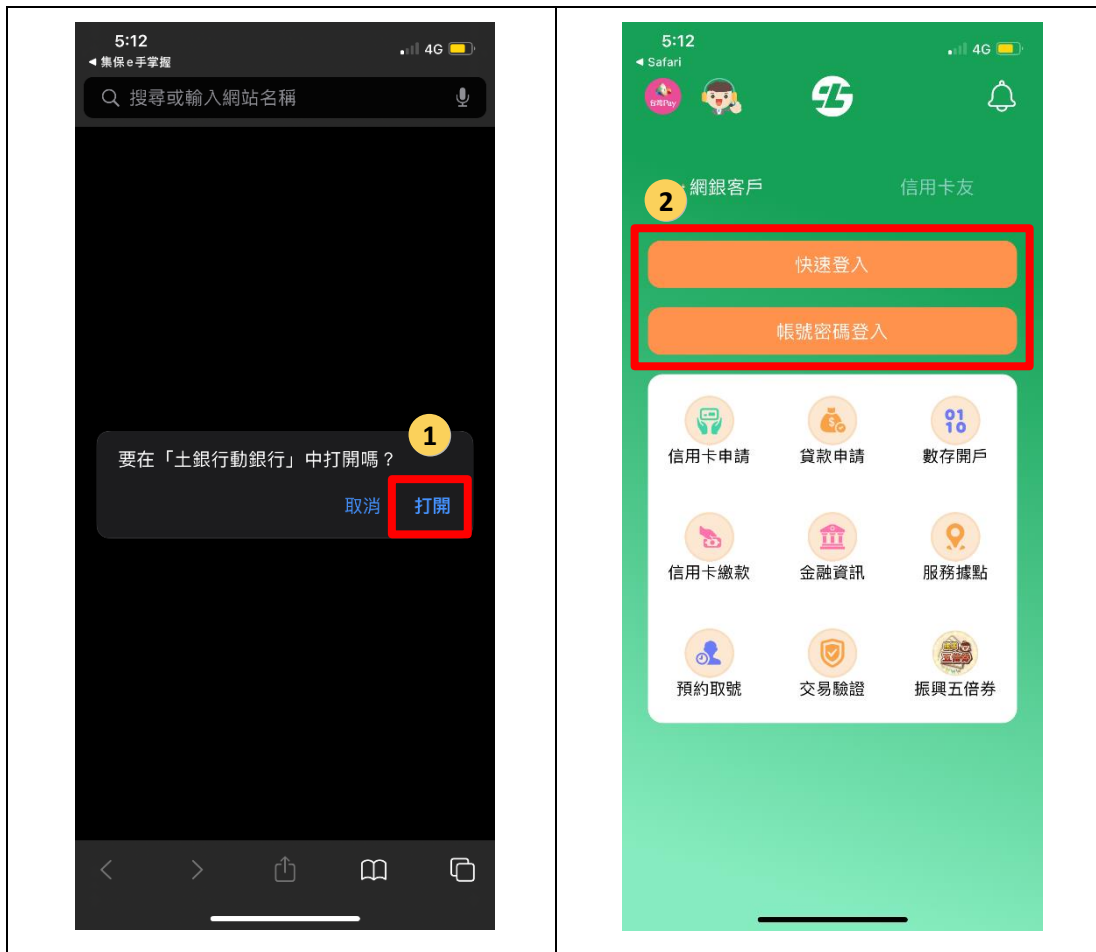 5:12
4G
◀ 集保e手掌握
搜尋或輸入網站名稱
1
要在「土銀行動銀行」中打開嗎？
取消 打開
5:12
4G
◀ Safari
台灣Pay
網銀客戶 信用卡友
2
快速登入
帳號密碼登入
信用卡申請 貸款申請 數存開戶
信用卡繳款 金融資訊 服務據點
預約取號 交易驗證 振興五倍券